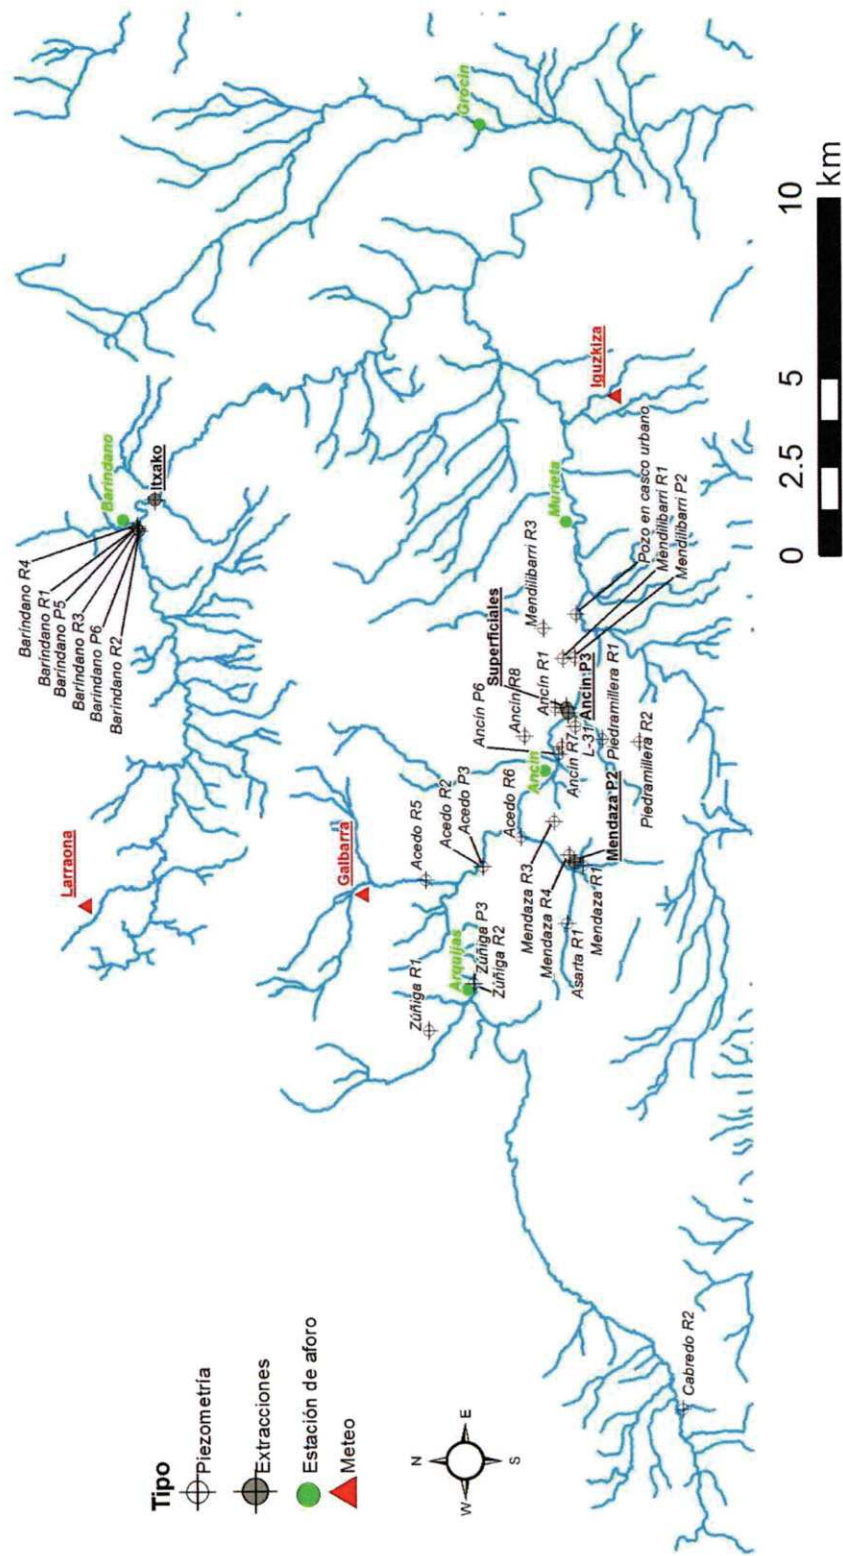 Tipo
Piezometría
Extracciones
Estación de aforo
Meteo
N
W
E
S
Larraona
Barindano R4
Barindano R1
Barindano P5
Barindano R3
Barindano P6
Barindano R2
Barindano
Itxako
Grocin
Galbarra
Zúñiga R1
Arquijas
Zúñiga P3
Zúñiga R2
Acedo R5
Acedo R2
Acedo P3
Acedo R6
Superficiales
Ancín P6
Ancín R8
Ancín R1
Mendilibarri R3
Ancín
Ancín R7
L-31
Ancín P3
Murieta
Iguzkiza
Mendaza R3
Mendaza R4
Asarta R1
Mendaza R1
Mendaza P2
Piedramillera R1
Piedramillera R2
Pozo en casco urbano
Mendilibarri R1
Mendilibarri P2
Cabredo R2
0
2.5
5
10
km